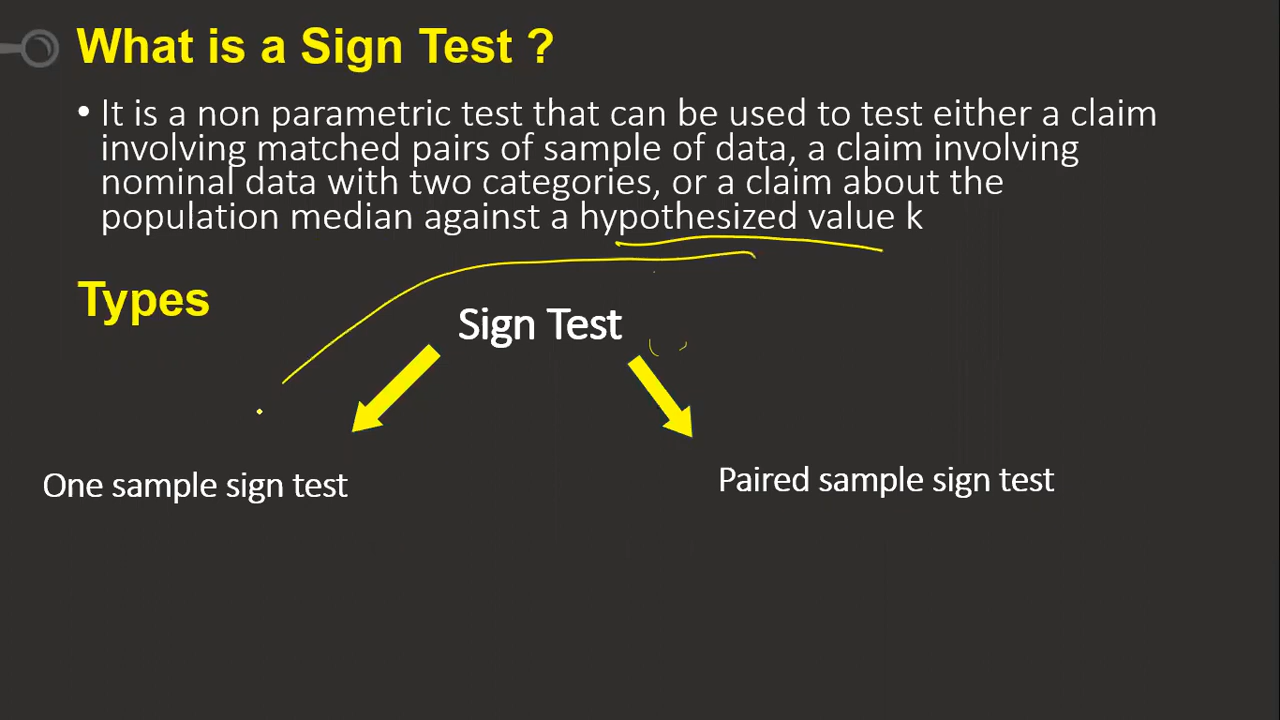 What is a Sign Test ?
• It is a non parametric test that can be used to test either a claim
involving matched pairs of sample of data, a claim involving
nominal data with two categories, or a claim about the
population median against a hypothesized value k
Types
Sign Test
One sample sign test
Paired sample sign test